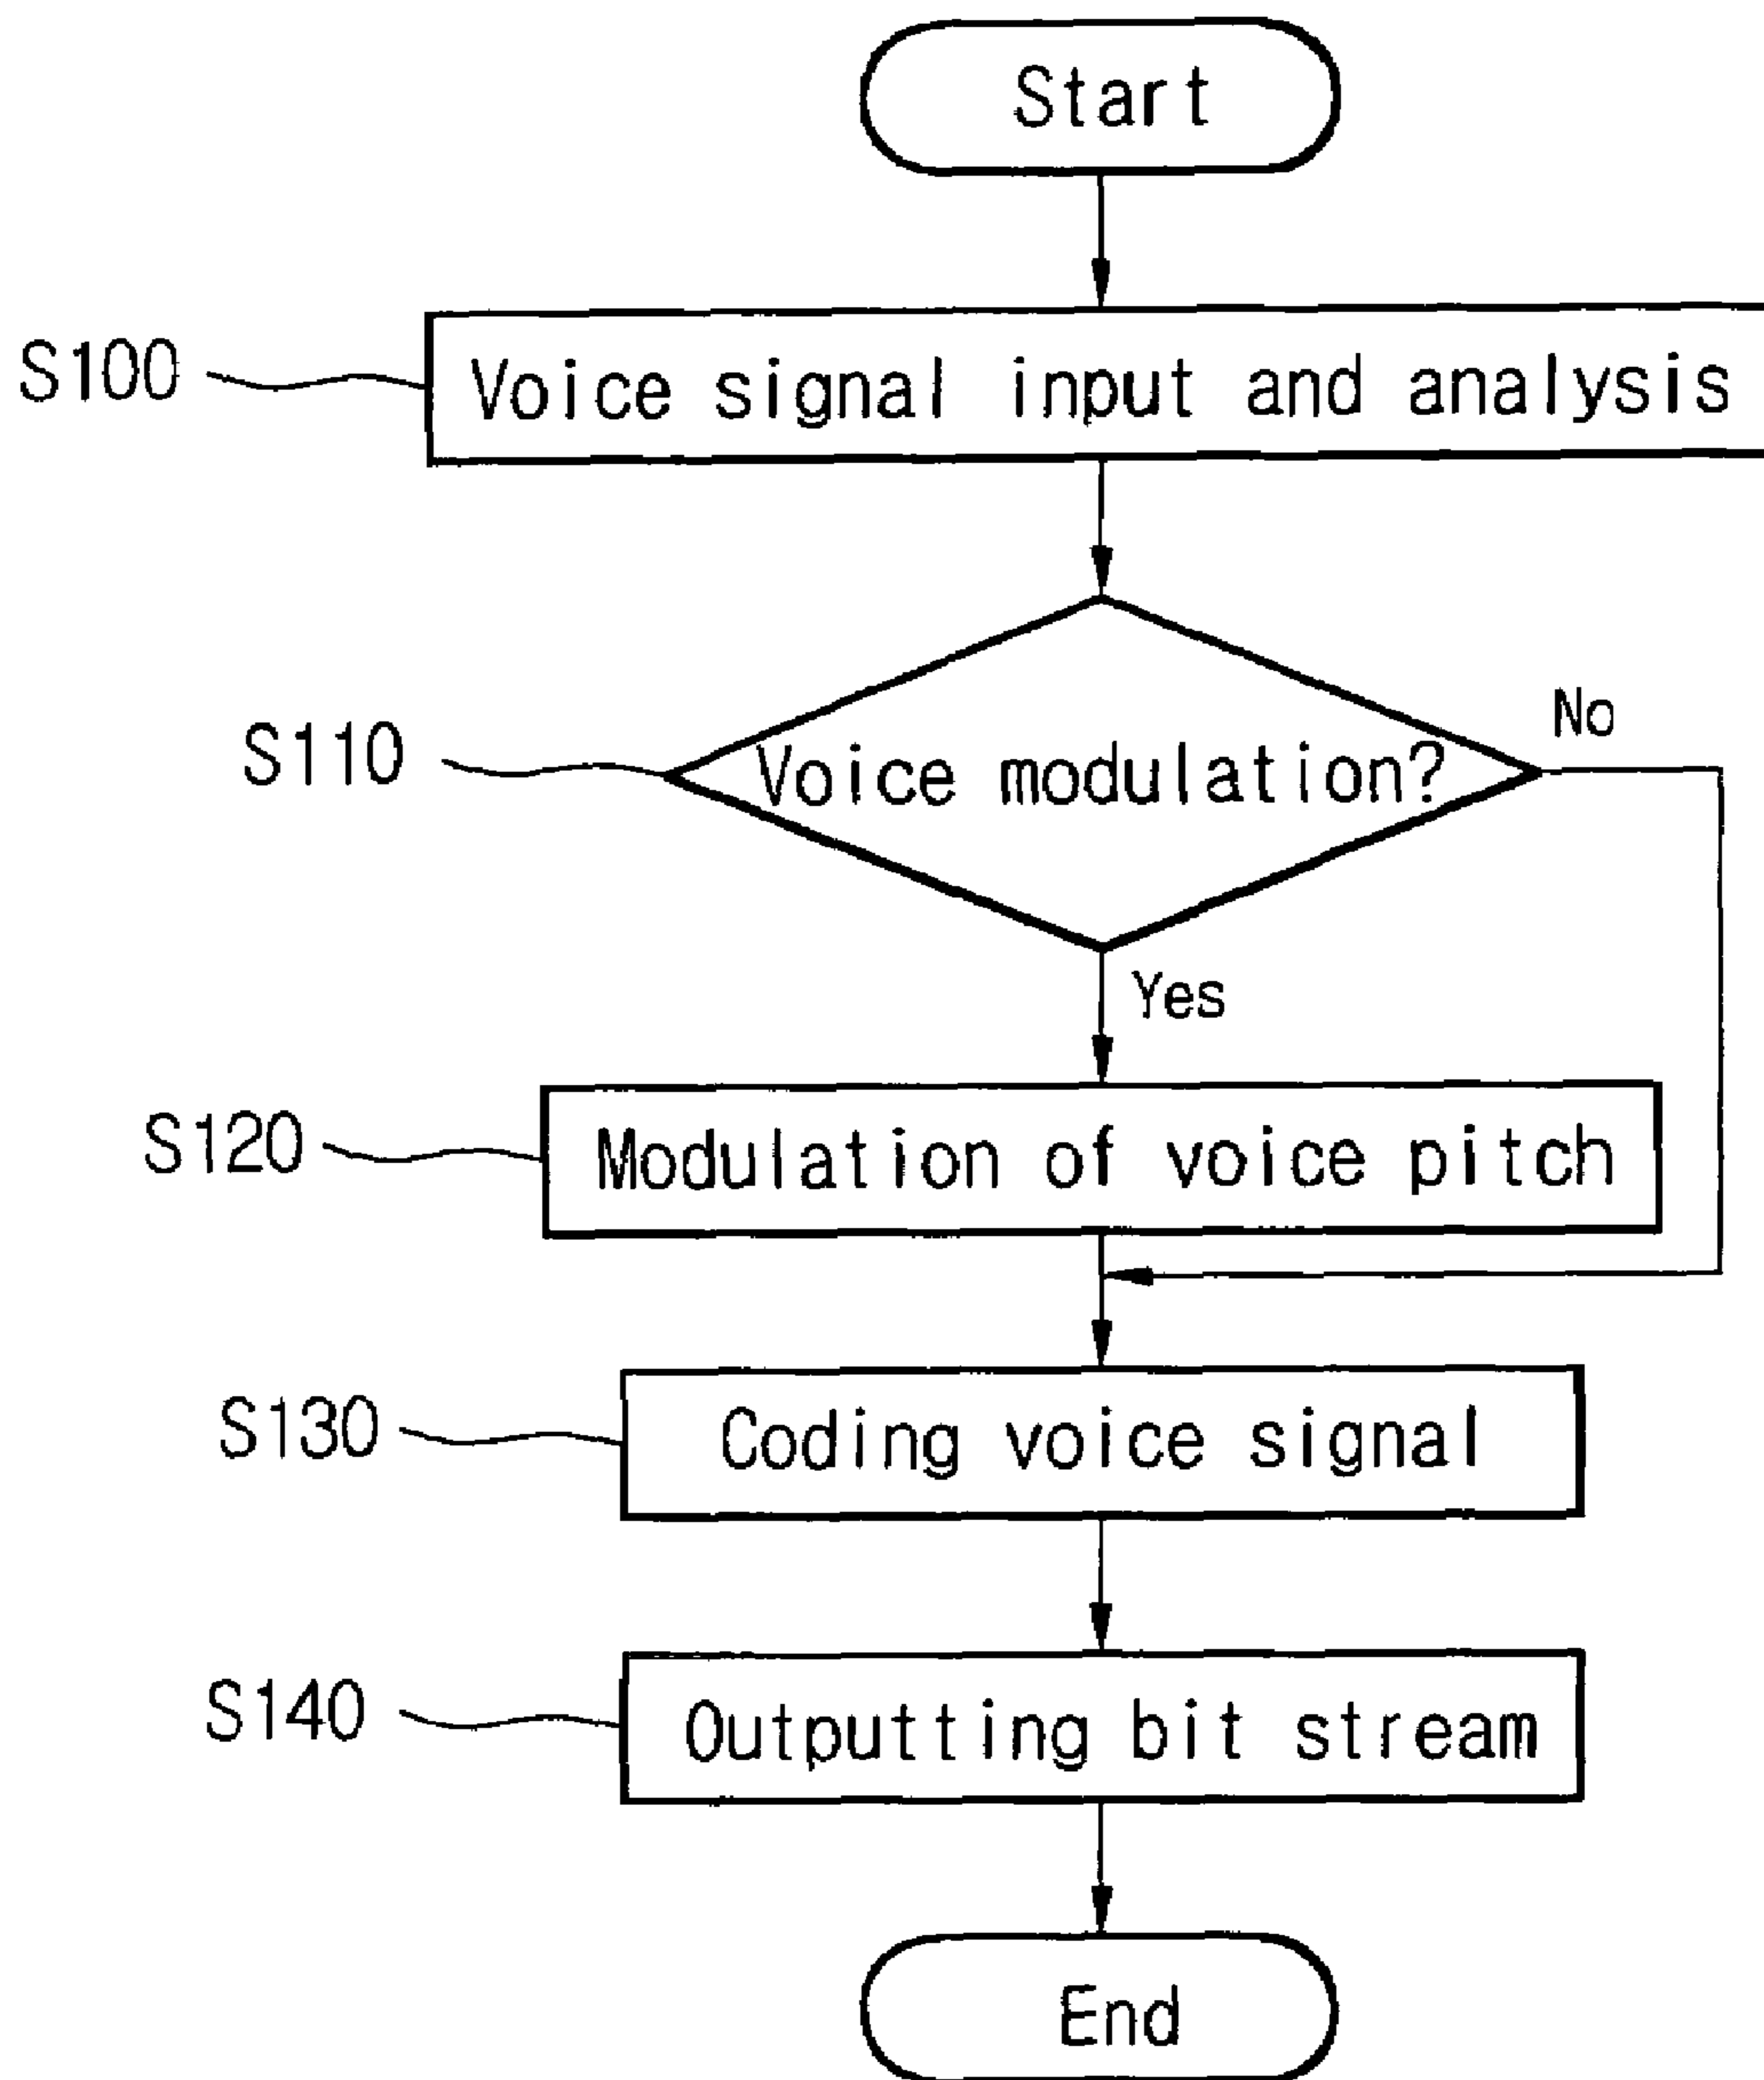 Start
S100
Voice signal input and analysis
S110
Voice modulation?
No
Yes
S120
Modulation of voice pitch
S130
Coding voice signal
S140
Outputting bit stream
End